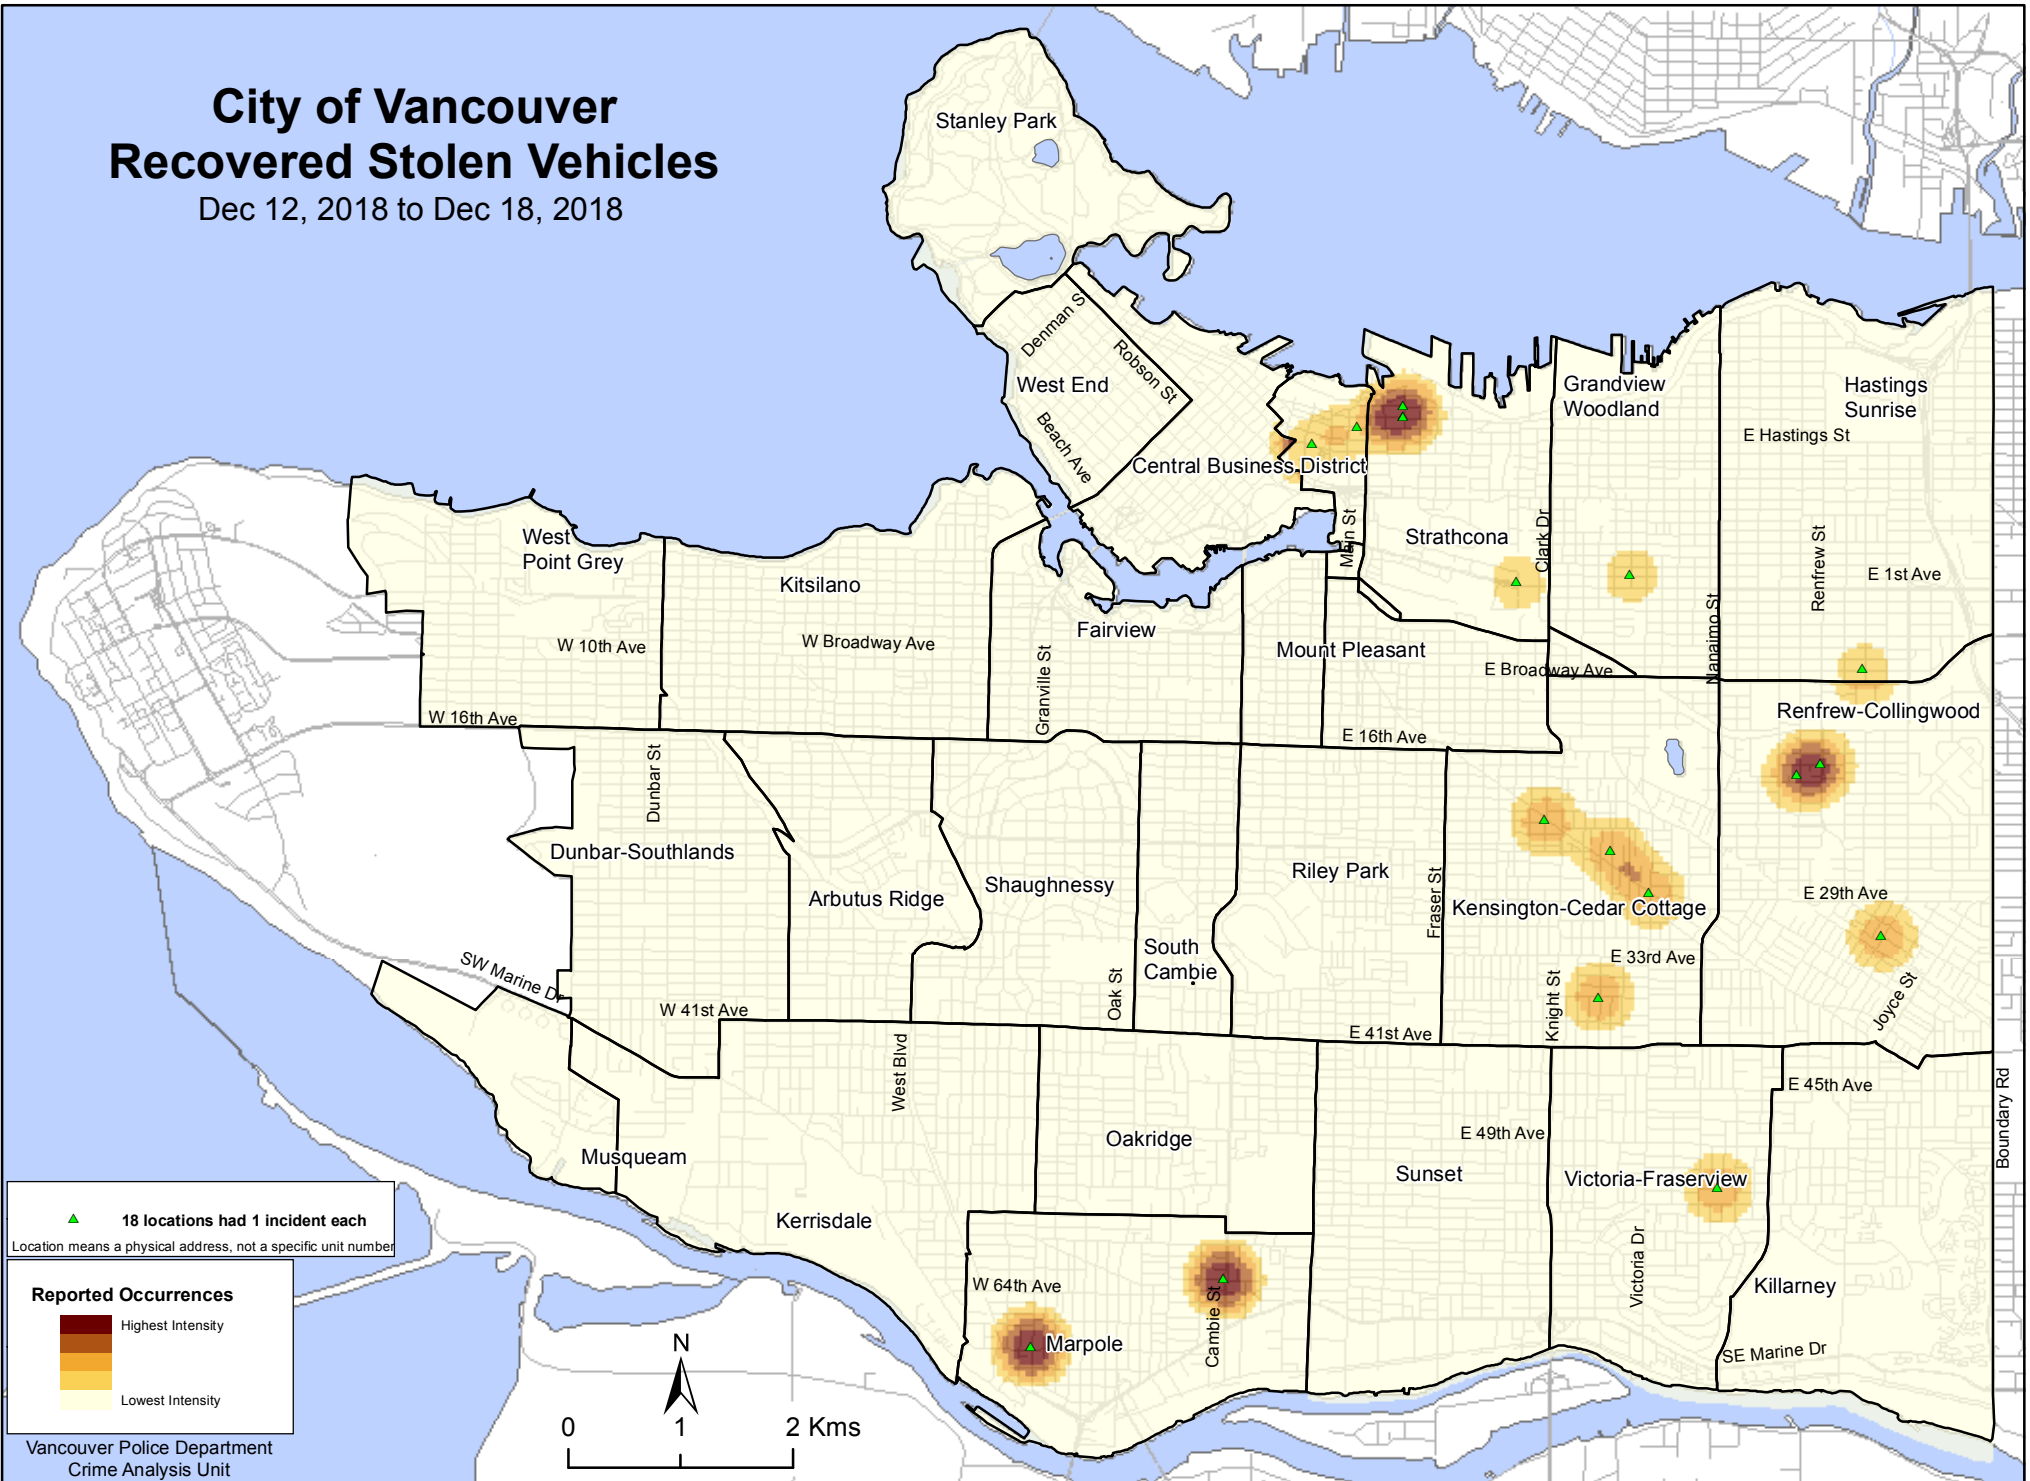 City of Vancouver
Recovered Stolen Vehicles
Dec 12, 2018 to Dec 18, 2018
Stanley Park
Denman S
Robson St
West End
Beach Ave
Central Business District
Grandview
Woodland
Hastings
Sunrise
E Hastings St
Main St
Strathcona
Clark Dr
Renfrew St
E 1st Ave
Nanaimo St
West
Point Grey
Kitsilano
Fairview
W 10th Ave
W Broadway Ave
Granville St
Mount Pleasant
E Broadway Ave
W 16th Ave
E 16th Ave
Renfrew-Collingwood
Dunbar St
Dunbar-Southlands
Arbutus Ridge
Shaughnessy
Riley Park
Fraser St
Kensington-Cedar Cottage
E 29th Ave
South
Cambie
E 33rd Ave
SW Marine Dr
W 41st Ave
Oak St
Knight St
Joyce St
E 41st Ave
West Blvd
E 45th Ave
Boundary Rd
Oakridge
E 49th Ave
Musqueam
Sunset
Victoria-Fraserview
Kerrisdale
Victoria Dr
W 64th Ave
Cambie St
Killarney
Marpole
SE Marine Dr
18 locations had 1 incident each
Location means a physical address, not a specific unit number
Reported Occurrences
Highest Intensity
Lowest Intensity
N
0 1 2 Kms
Vancouver Police Department
Crime Analysis Unit